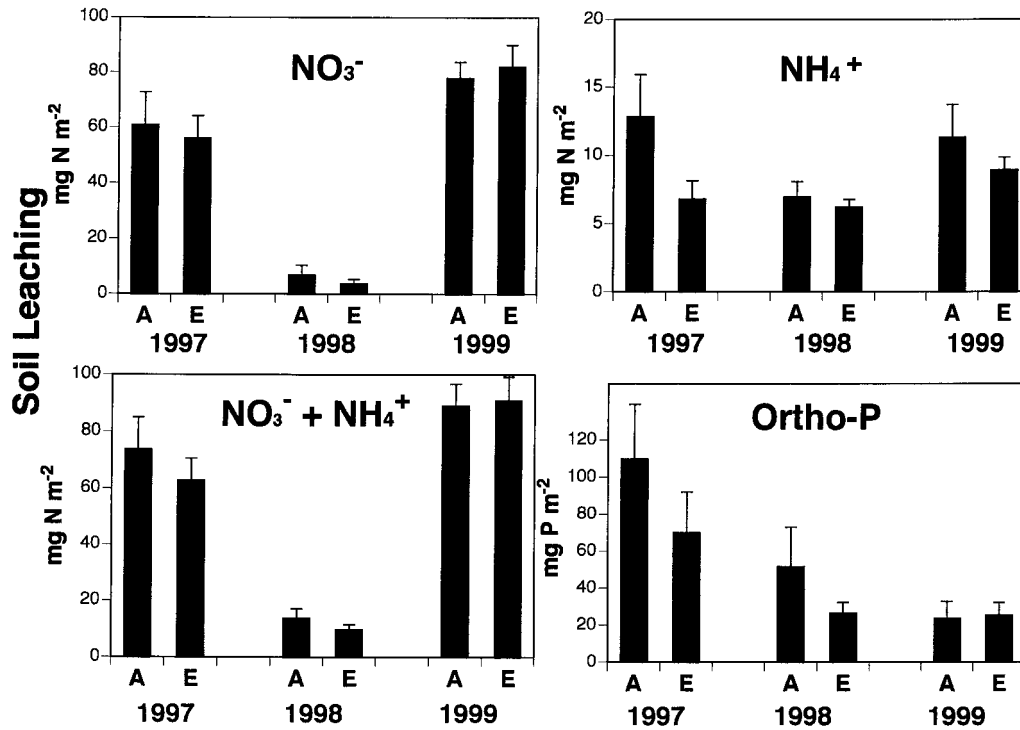 Soil Leaching
NO₃⁻
mg N m⁻²
100
80
60
40
20
0
A E A E A E
1997 1998 1999
NH₄⁺
mg N m⁻²
20
15
10
5
0
A E A E A E
1997 1998 1999
NO₃⁻ + NH₄⁺
mg N m⁻²
100
80
60
40
20
0
A E A E A E
1997 1998 1999
Ortho-P
mg P m⁻²
120
100
80
60
40
20
0
A E A E A E
1997 1998 1999